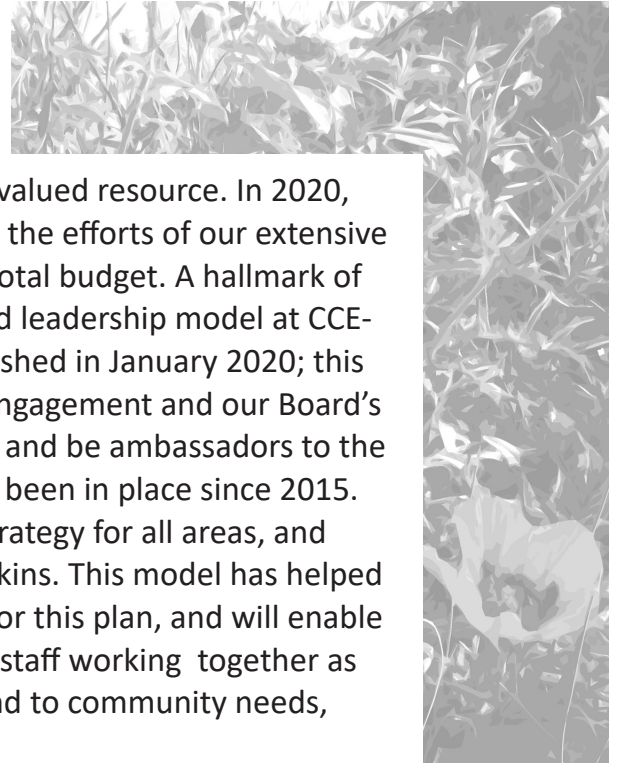 valued resource. In 2020,
the efforts of our extensive
otal budget. A hallmark of
d leadership model at CCE-
shed in January 2020; this
ngagement and our Board's
and be ambassadors to the
been in place since 2015.
rategy for all areas, and
kins. This model has helped
or this plan, and will enable
staff working together as
nd to community needs,